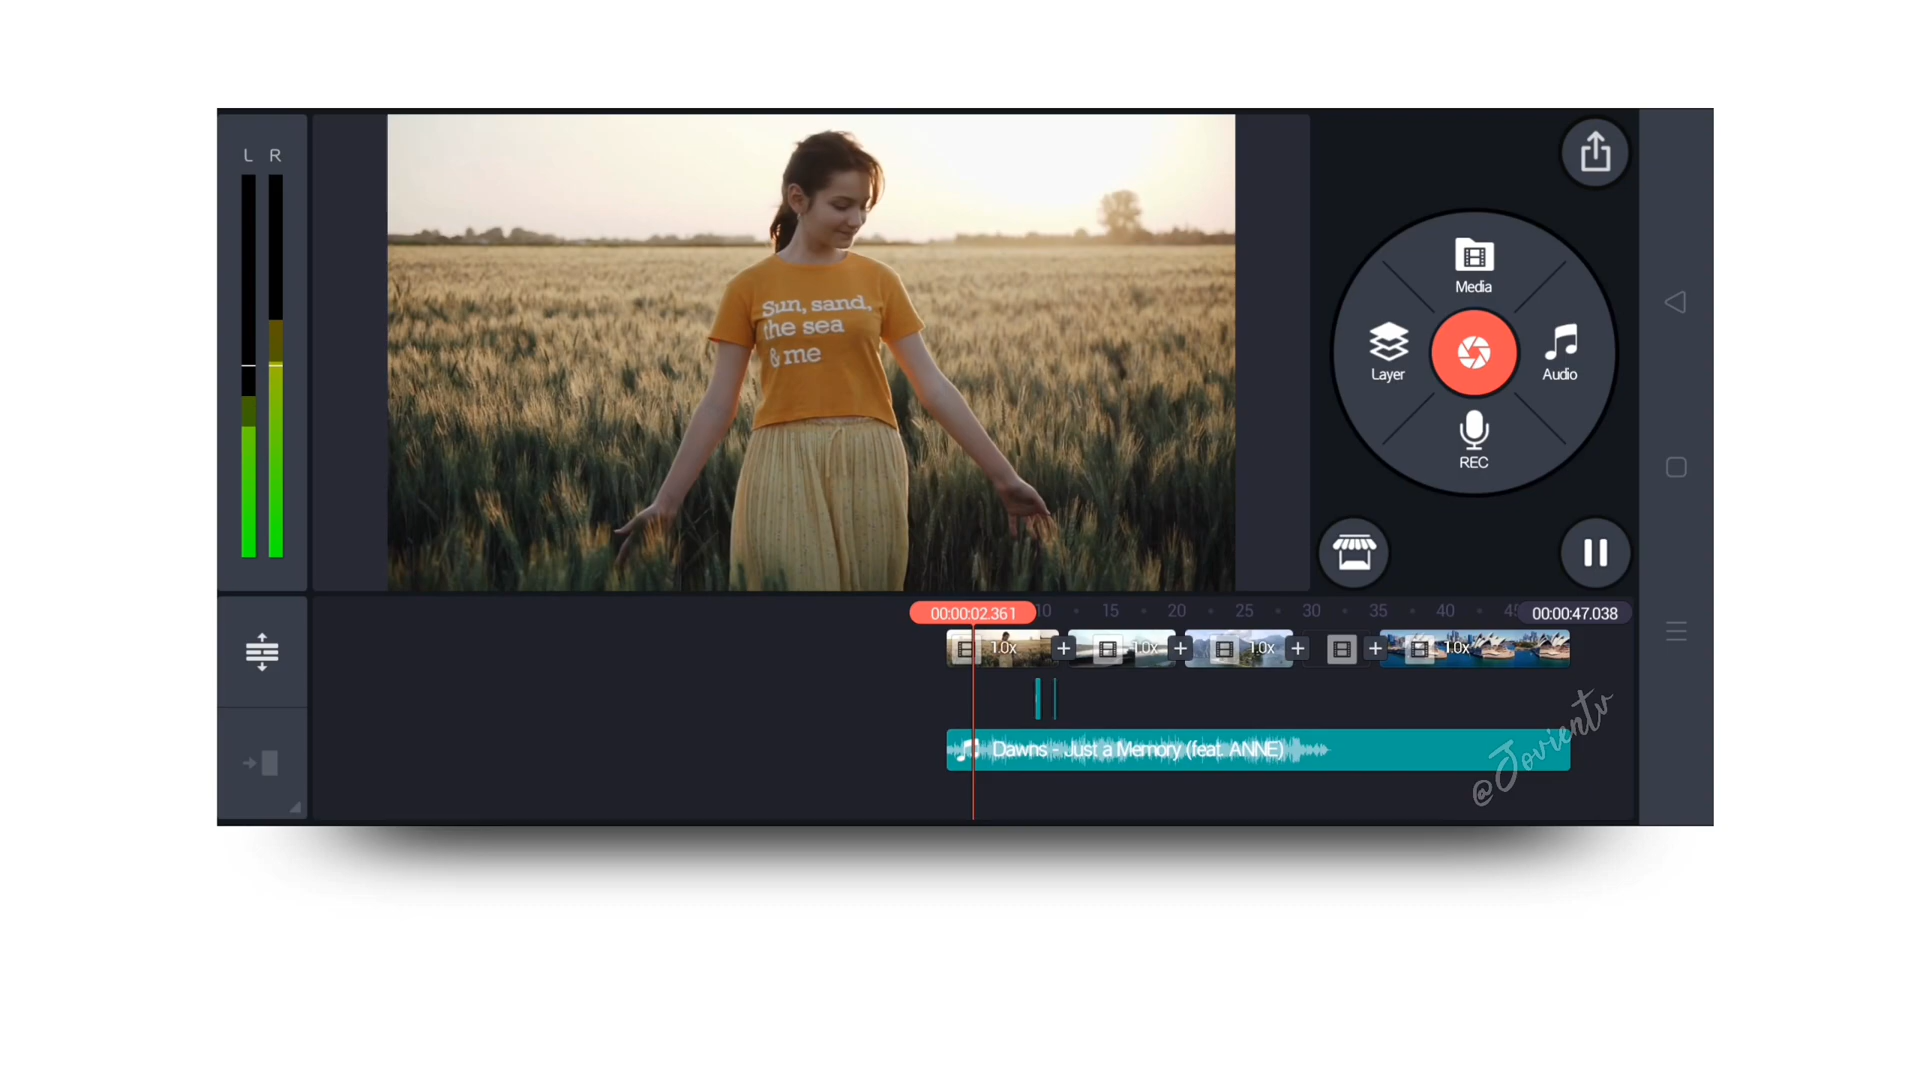 L R
Sun, sand,
the sea
& me
Media
Layer
Audio
REC
00:00:02.361
10 15 20 25 30 35 40 45
00:00:47.038
1.0x
1.0x
1.0x
1.0x
Dawns - Just a Memory (feat. ANNE)
@Jovientv